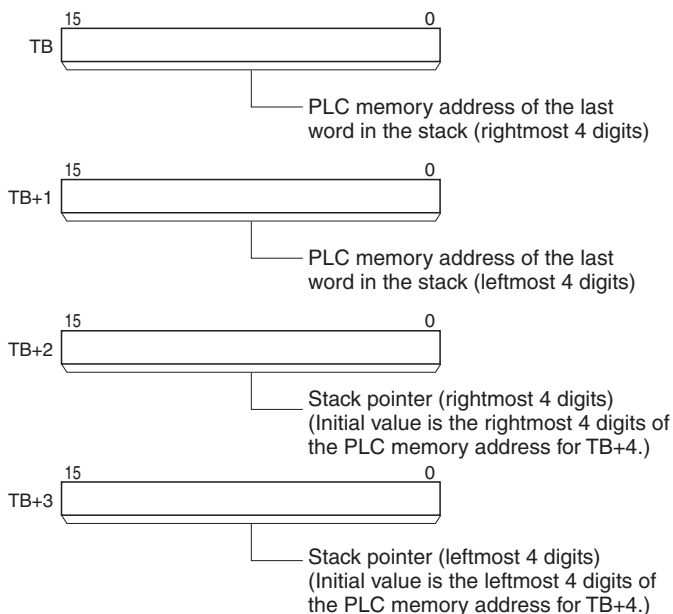 15 0
TB
PLC memory address of the last
word in the stack (rightmost 4 digits)
15 0
TB+1
PLC memory address of the last
word in the stack (leftmost 4 digits)
15 0
TB+2
Stack pointer (rightmost 4 digits)
(Initial value is the rightmost 4 digits of
the PLC memory address for TB+4.)
15 0
TB+3
Stack pointer (leftmost 4 digits)
(Initial value is the leftmost 4 digits of
the PLC memory address for TB+4.)